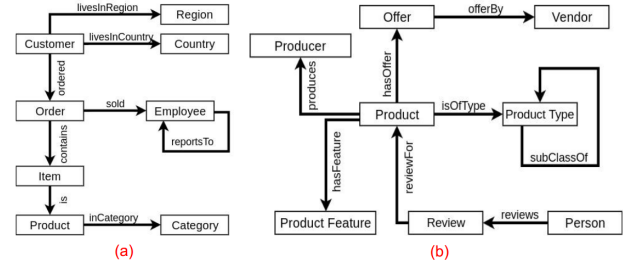 Region
Customer
livesInRegion
livesInCountry
Country
ordered
Order
sold
Employee
reportsTo
contains
Item
is
Product
inCategory
Category
(a)
Offer
offerBy
Vendor
Producer
hasOffer
produces
Product
isOfType
Product Type
subClassOf
hasFeature
reviewFor
Product Feature
Review
reviews
Person
(b)